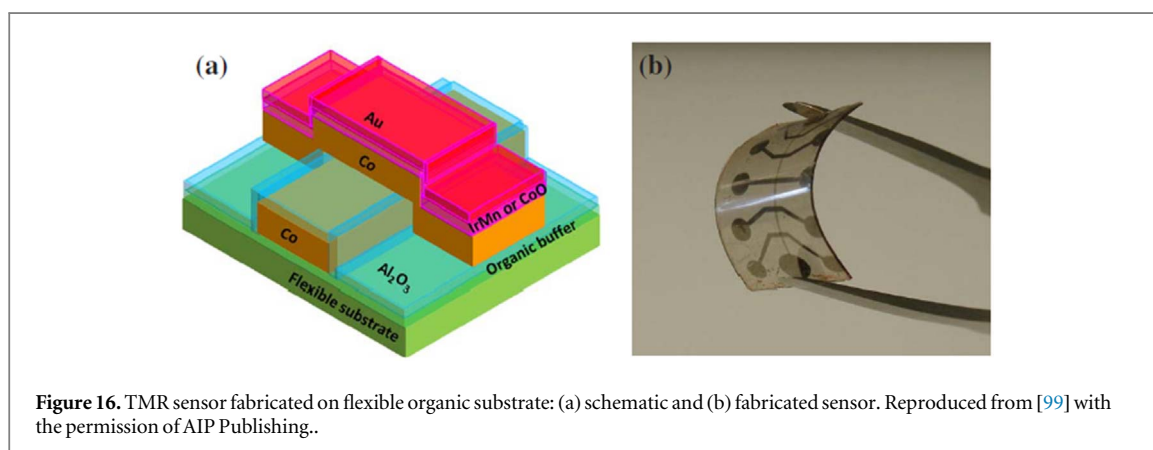 (a)
(b)
Au
Co
IrMn or CoO
Co
Al₂O₃
Organic buffer
Flexible substrate
Figure 16. TMR sensor fabricated on flexible organic substrate: (a) schematic and (b) fabricated sensor. Reproduced from [99] with
the permission of AIP Publishing..